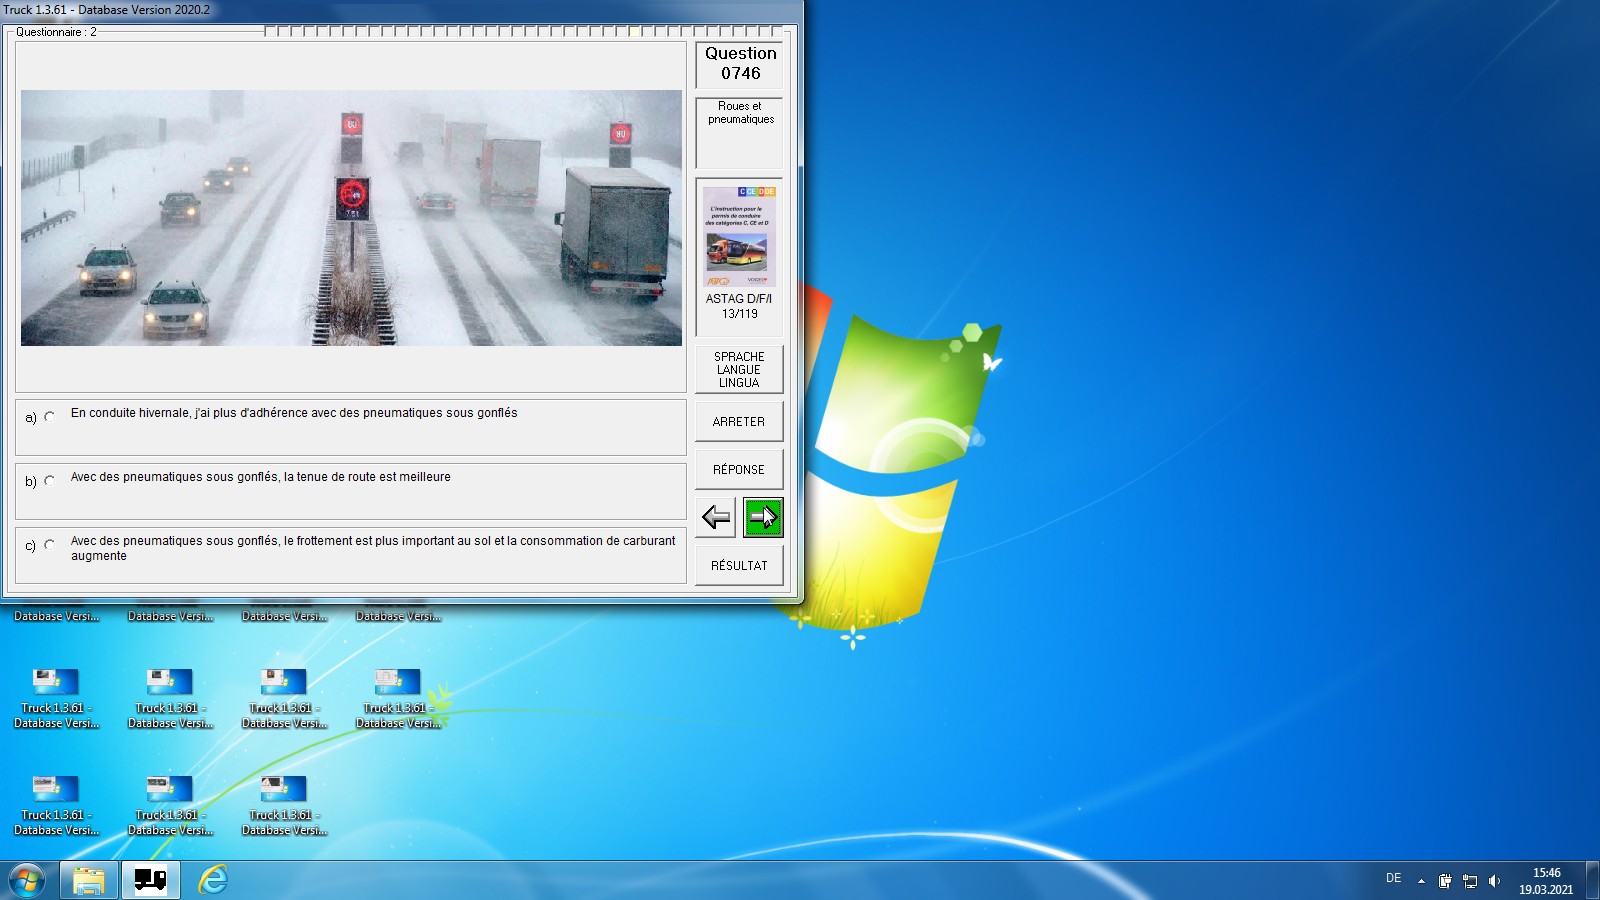 Truck 1.3.61 - Database Version 2020.2
Questionnaire : 2
Question
0746
Roues et
pneumatiques
C CE D DE
L'instruction pour le
permis de conduire
des catégories C, CE et D
ASTAG D/F/I
13/119
SPRACHE
LANGUE
LINGUA
ARRETER
RÉPONSE
RÉSULTAT
80
80
a) En conduite hivernale, j'ai plus d'adhérence avec des pneumatiques sous gonflés
b) Avec des pneumatiques sous gonflés, la tenue de route est meilleure
c) Avec des pneumatiques sous gonflés, le frottement est plus important au sol et la consommation de carburant
augmente
Database Versi...
Database Versi...
Database Versi...
Database Versi...
Truck 1.3.61 -
Database Versi...
Truck 1.3.61 -
Database Versi...
Truck 1.3.61 -
Database Versi...
Truck 1.3.61 -
Database Versi...
Truck 1.3.61 -
Database Versi...
Truck 1.3.61 -
Database Versi...
Truck 1.3.61 -
Database Versi...
DE
15:46
19.03.2021